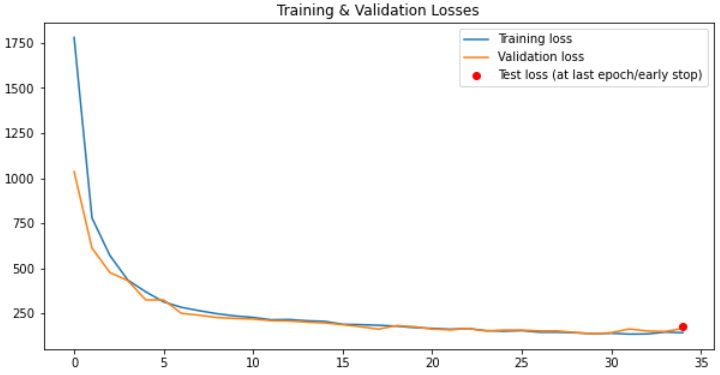 Training & Validation Losses
Training loss
Validation loss
Test loss (at last epoch/early stop)
1750
1500
1250
1000
750
500
250
0 5 10 15 20 25 30 35